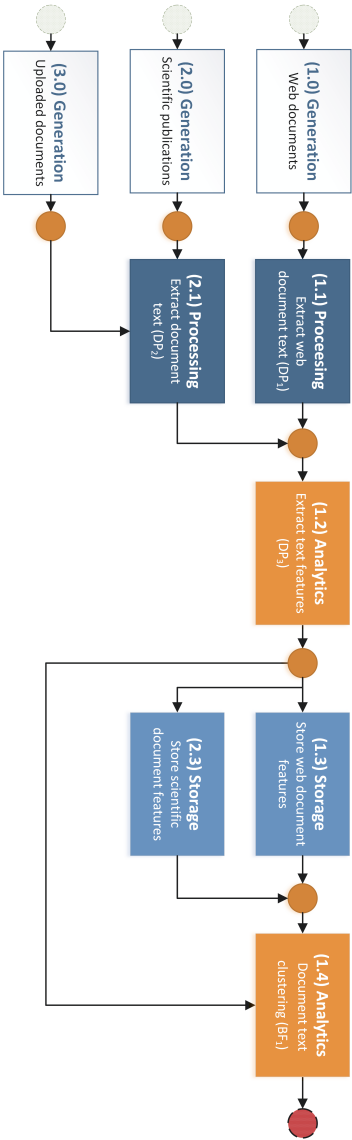 (1.0) Generation
Web documents
(1.1) Proceesing
Extract web
document text (DP₁)
(1.2) Analytics
Extract text features
(DP₃)
(1.3) Storage
Store web document
features
(1.4) Analytics
Document text
clustering (BF₁)
(2.0) Generation
Scientific publications
(2.1) Processing
Extract document
text (DP₂)
(2.3) Storage
Store scientific
document features
(3.0) Generation
Uploaded documents